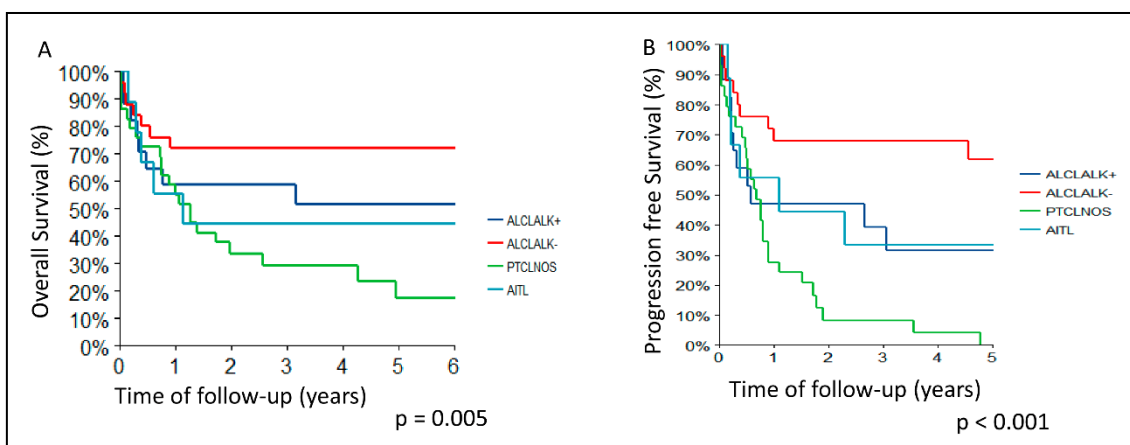 A
Overall Survival (%)
100%
90%
80%
70%
60%
50%
40%
30%
20%
10%
0%
0 1 2 3 4 5 6
Time of follow-up (years)
p = 0.005
ALCLALK+
ALCLALK-
PTCLNOS
AITL
B
Progression free Survival (%)
100%
90%
80%
70%
60%
50%
40%
30%
20%
10%
0%
0 1 2 3 4 5
Time of follow-up (years)
p < 0.001
ALCLALK+
ALCLALK-
PTCLNOS
AITL